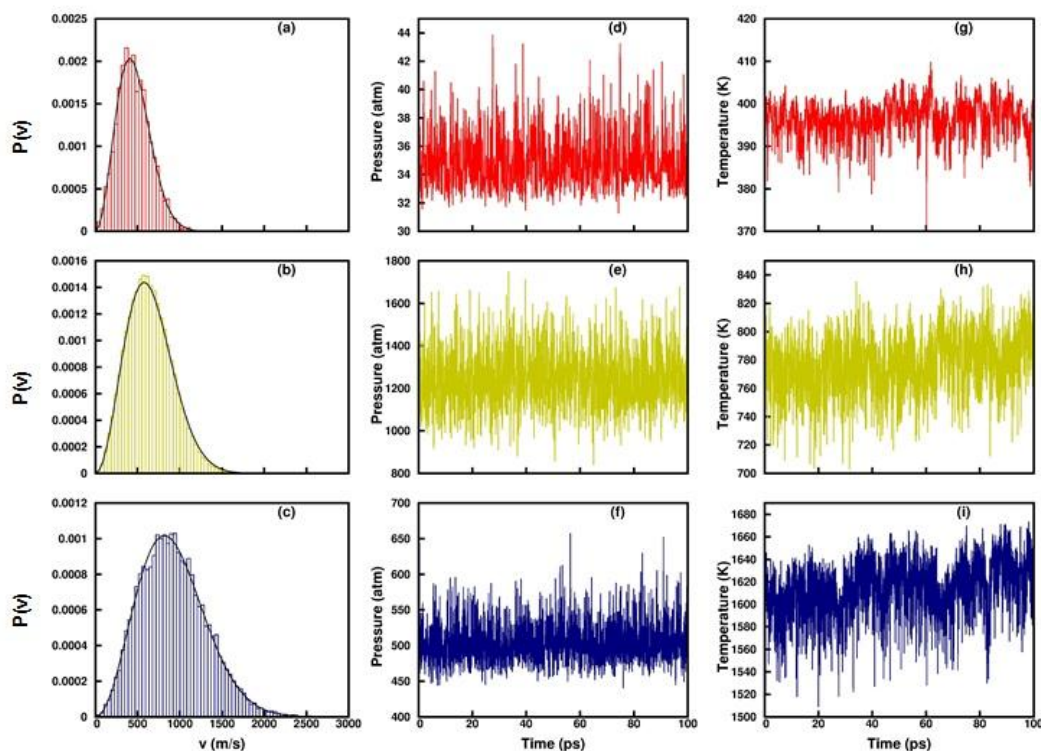 (a)
P(v)
0.0025
0.002
0.0015
0.001
0.0005
0
(d)
Pressure (atm)
44
42
40
38
36
34
32
30
(g)
Temperature (K)
420
410
400
390
380
370
(b)
P(v)
0.0016
0.0014
0.0012
0.001
0.0008
0.0006
0.0004
0.0002
0
(e)
Pressure (atm)
1800
1600
1400
1200
1000
800
(h)
Temperature (K)
840
820
800
780
760
740
720
700
(c)
P(v)
0.0012
0.001
0.0008
0.0006
0.0004
0.0002
0
0 500 1000 1500 2000 2500 3000
v (m/s)
(f)
Pressure (atm)
700
650
600
550
500
450
400
0 20 40 60 80 100
Time (ps)
(i)
Temperature (K)
1680
1660
1640
1620
1600
1580
1560
1540
1520
1500
0 20 40 60 80 100
Time (ps)